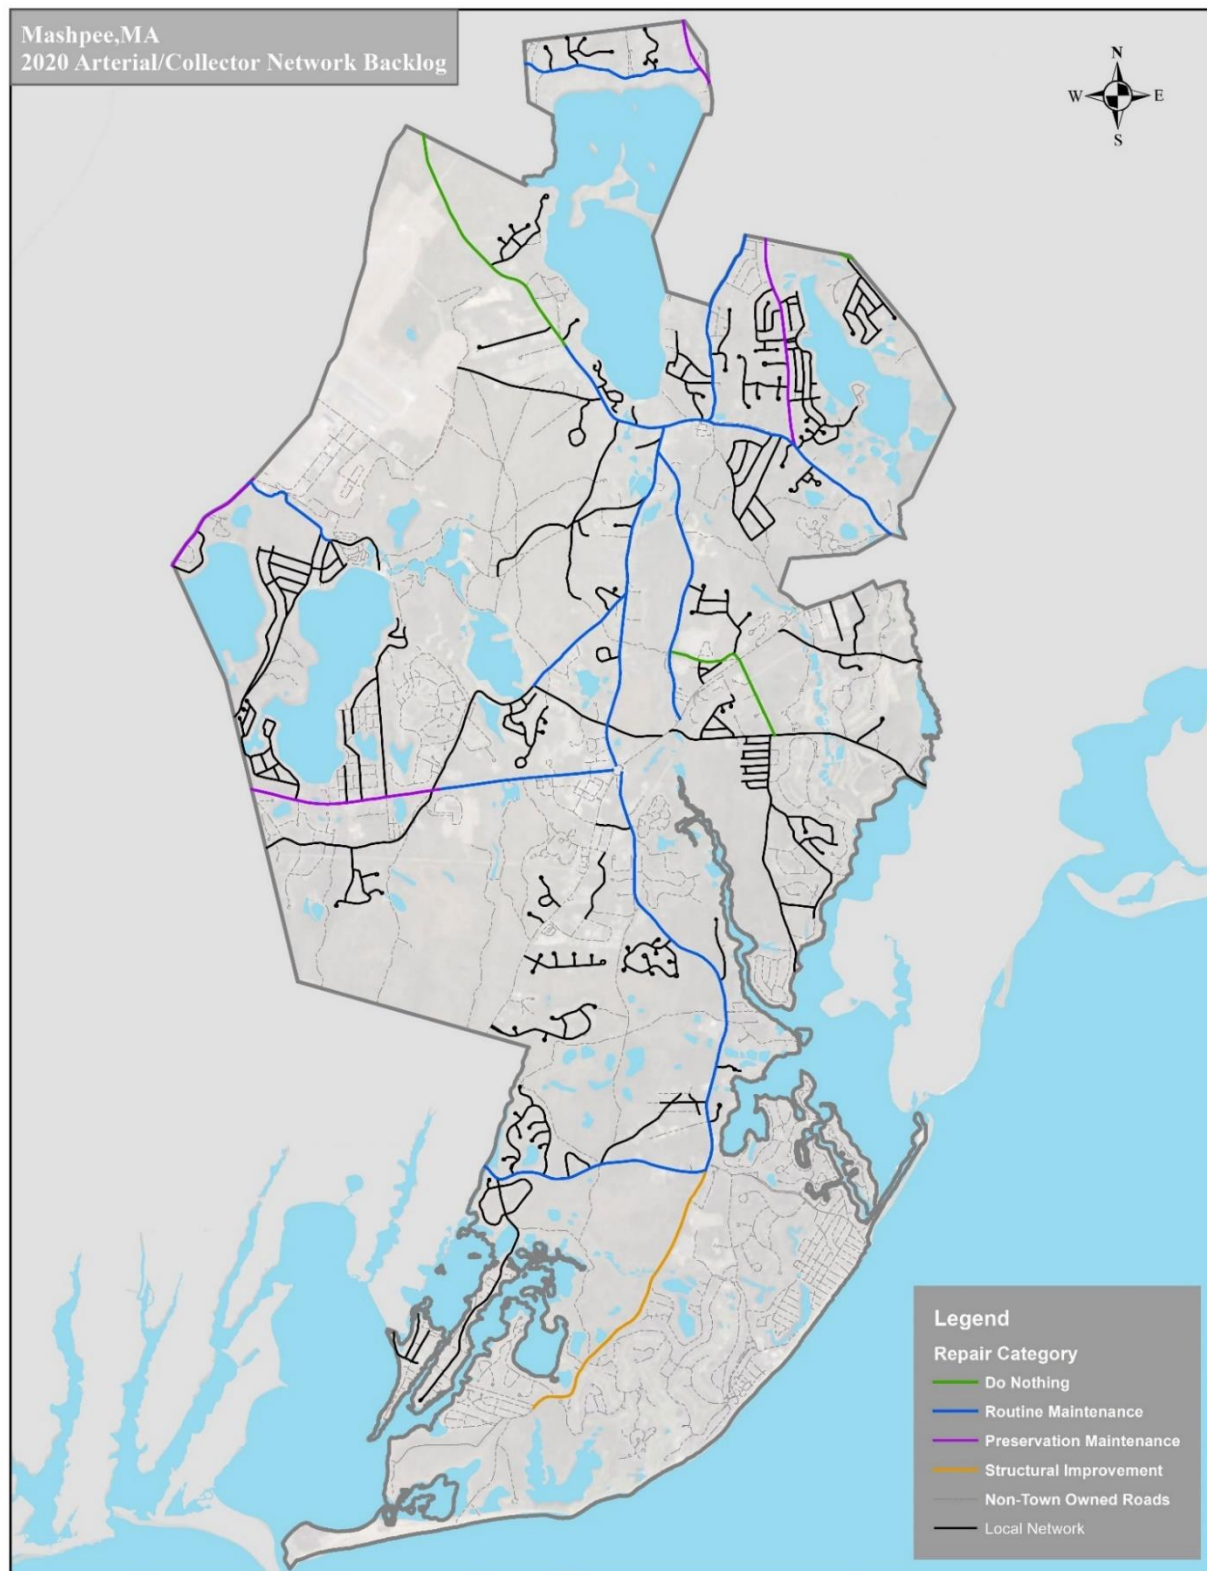 Mashpee,MA
2020 Arterial/Collector Network Backlog
N
W E
S
Legend
Repair Category
Do Nothing
Routine Maintenance
Preservation Maintenance
Structural Improvement
Non-Town Owned Roads
Local Network